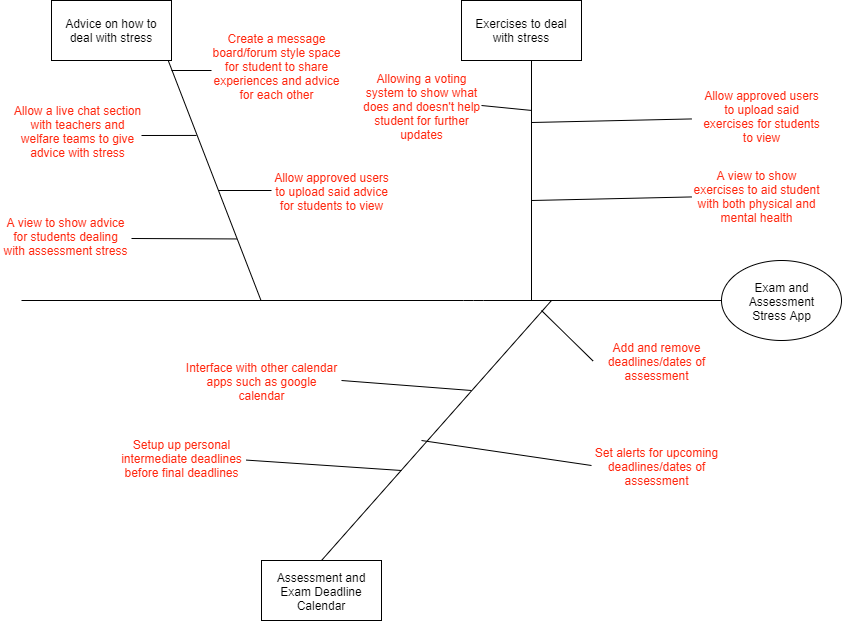 Advice on how to
deal with stress
Exercises to deal
with stress
Create a message
board/forum style space
for student to share
experiences and advice
for each other
Allowing a voting
system to show what
does and doesn't help
student for further
updates
Allow approved users
to upload said
exercises for students
to view
Allow a live chat section
with teachers and
welfare teams to give
advice with stress
Allow approved users
to upload said advice
for students to view
A view to show
exercises to aid student
with both physical and
mental health
A view to show advice
for students dealing
with assessment stress
Exam and
Assessment
Stress App
Add and remove
deadlines/dates of
assessment
Interface with other calendar
apps such as google
calendar
Setup up personal
intermediate deadlines
before final deadlines
Set alerts for upcoming
deadlines/dates of
assessment
Assessment and
Exam Deadline
Calendar